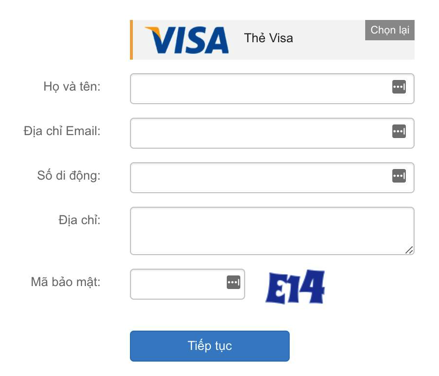 VISA Thẻ Visa Chọn lại
Họ và tên:
Địa chỉ Email:
Số di động:
Địa chỉ:
Mã bảo mật: E14
Tiếp tục